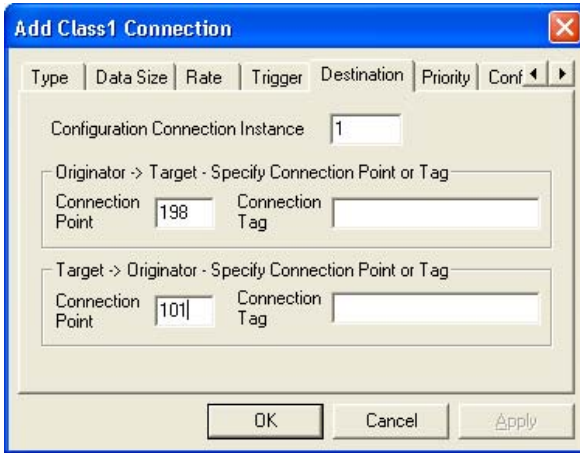 Add Class1 Connection
Type Data Size Rate Trigger Destination Priority Conf
Configuration Connection Instance 1
Originator -> Target - Specify Connection Point or Tag
Connection Point 198 Connection Tag
Target -> Originator - Specify Connection Point or Tag
Connection Point 101 Connection Tag
OK Cancel Apply